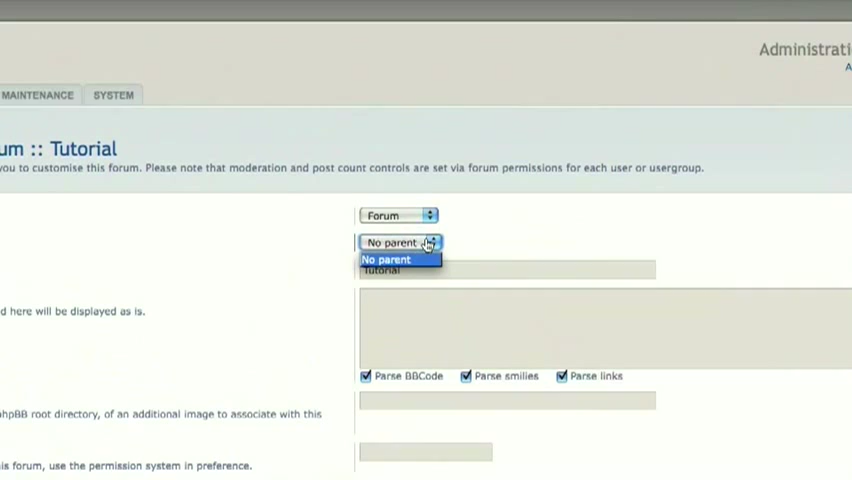 Administrati
A
MAINTENANCE SYSTEM
um :: Tutorial
you to customise this forum. Please note that moderation and post count controls are set via forum permissions for each user or usergroup.
Forum
No parent
No parent
Tutorial
d here will be displayed as is.
Parse BBCode Parse smilies Parse links
phpBB root directory, of an additional image to associate with this
is forum, use the permission system in preference.